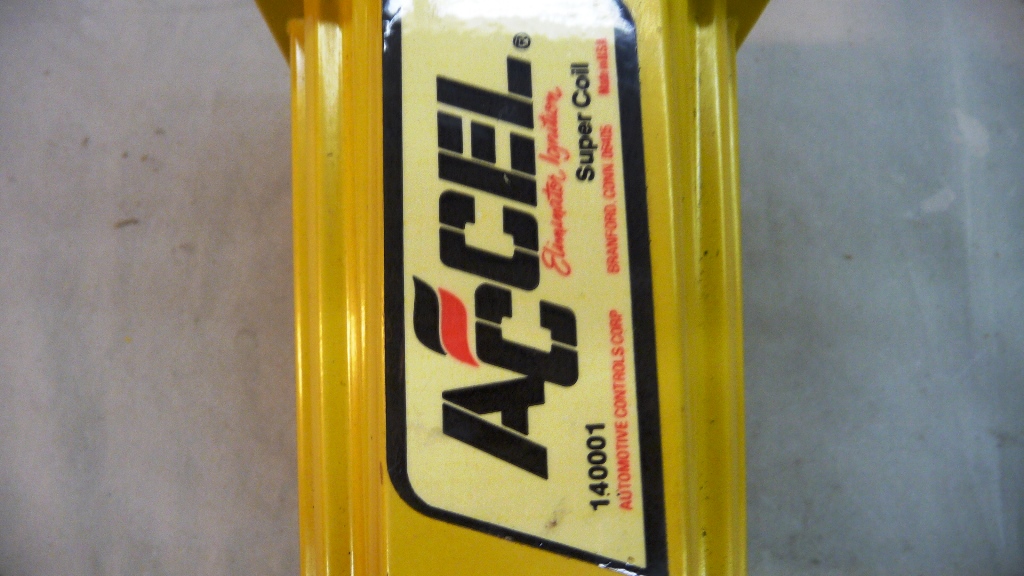 ACCEL®
Eliminator Ignition
140001 Super Coil
AUTOMOTIVE CONTROLS CORP BRANFORD CONN. 06405 Made in USA